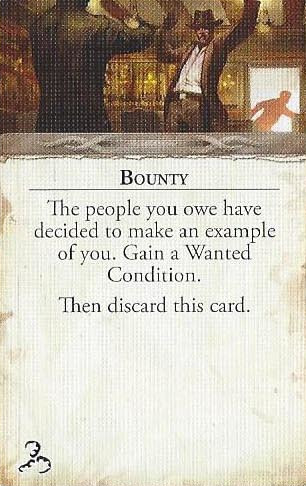 BOUNTY
The people you owe have
decided to make an example
of you. Gain a Wanted
Condition.
Then discard this card.